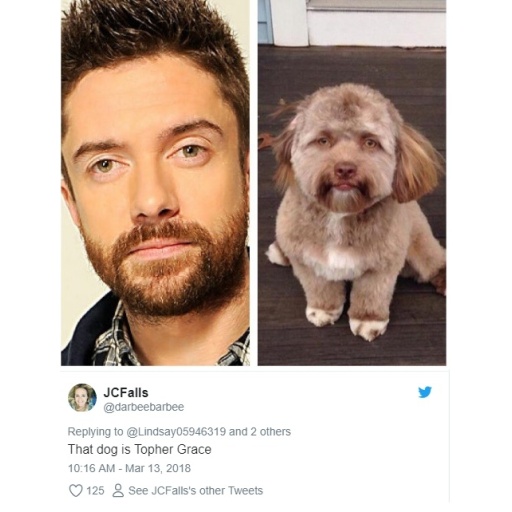 JCFalls
@darbeebarbee
Replying to @Lindsay05946319 and 2 others
That dog is Topher Grace
10:16 AM - Mar 13, 2018
125 See JCFalls's other Tweets